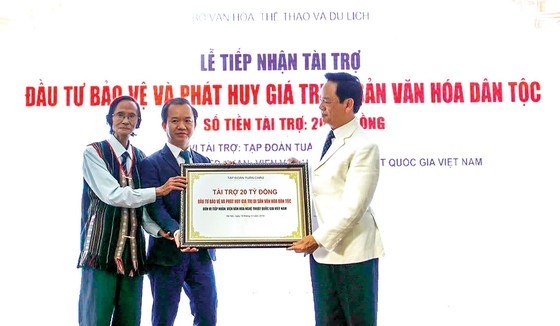 BỘ VĂN HÓA, THỂ THAO VÀ DU LỊCH
LỄ TIẾP NHẬN TÀI TRỢ
ĐẦU TƯ BẢO VỆ VÀ PHÁT HUY GIÁ TRỊ SẢN VĂN HÓA DÂN TỘC
SỐ TIỀN TÀI TRỢ: 20 ĐỒNG
VỊ TÀI TRỢ: TẬP ĐOÀN TUẦ
VIỆN T QUỐC GIA VIỆT NAM
TẬP ĐOÀN TUẦN CHÂU
TÀI TRỢ 20 TỶ ĐỒNG
ĐẦU TƯ BẢO VỆ VÀ PHÁT HUY GIÁ TRỊ DI SẢN VĂN HÓA DÂN TỘC
ĐƠN VỊ TIẾP NHẬN: VIỆN VĂN HÓA NGHỆ THUẬT QUỐC GIA VIỆT NAM